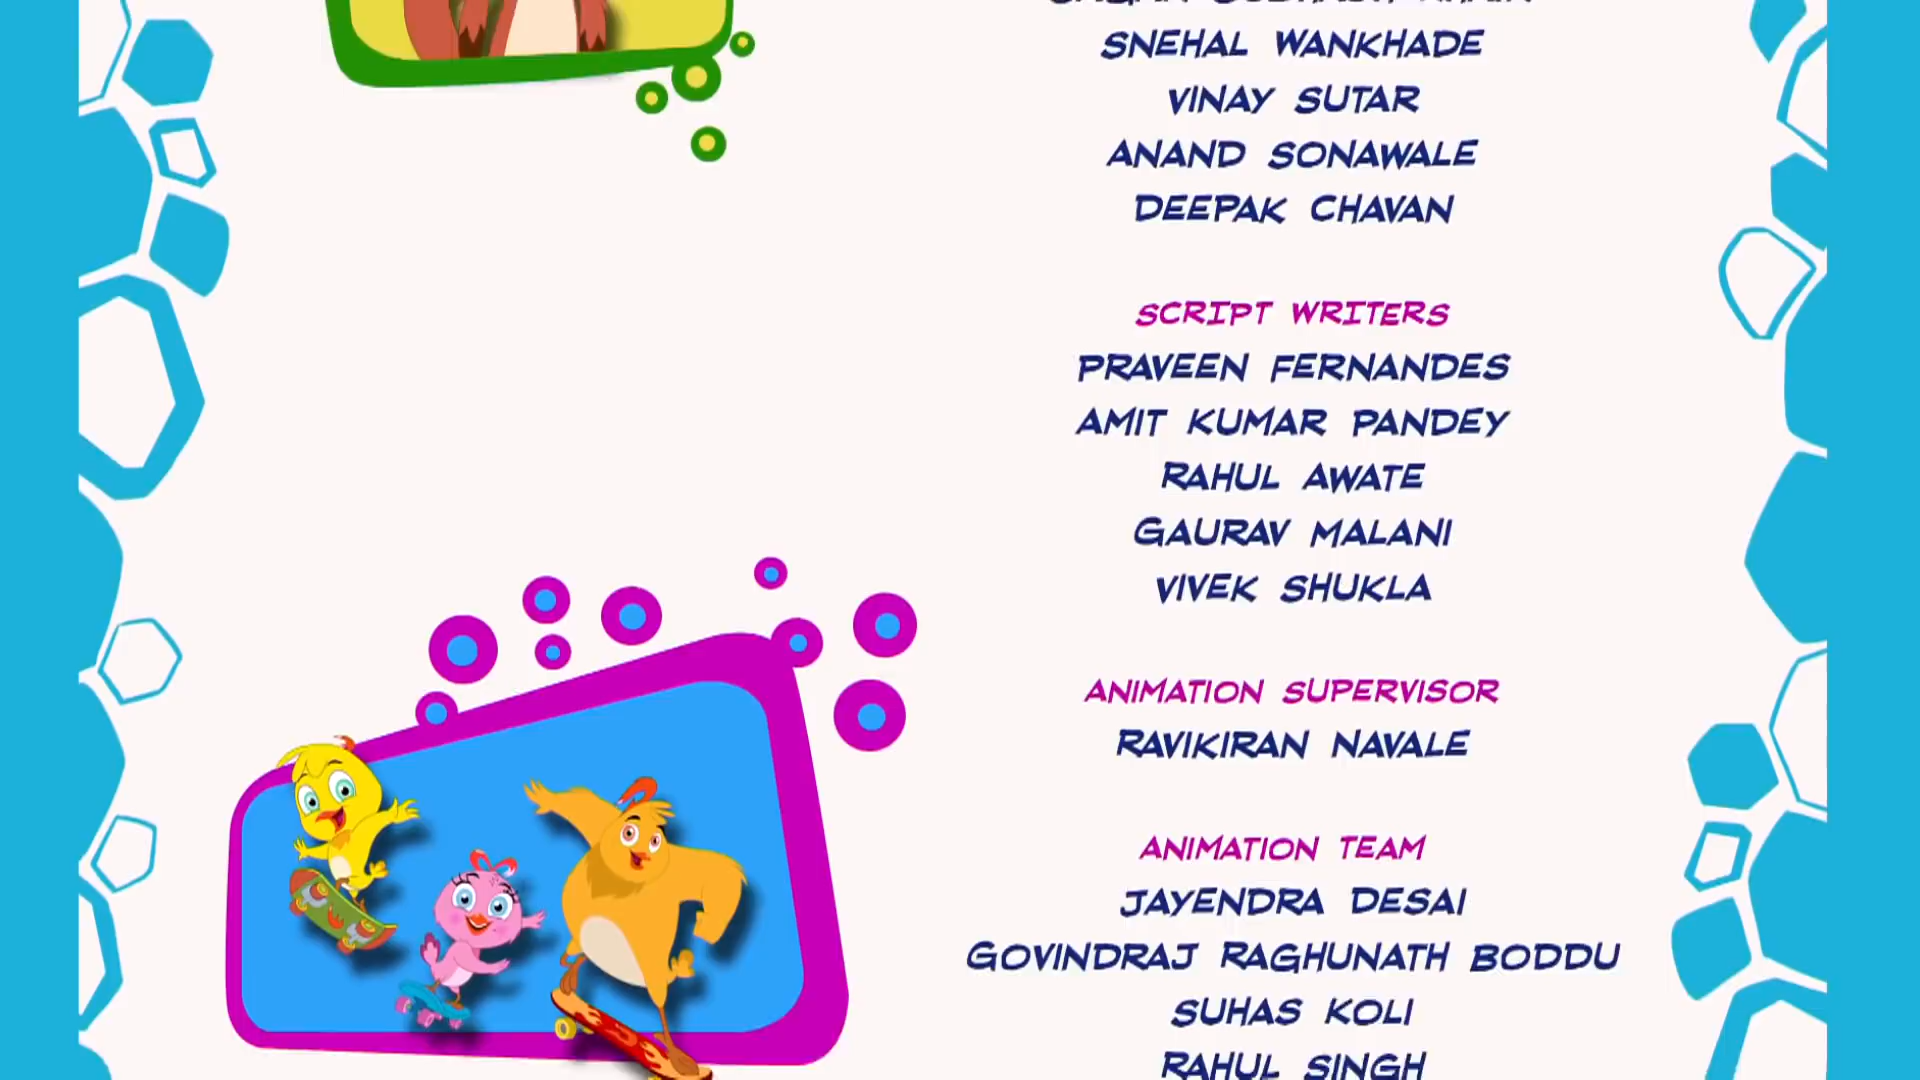 SNEHAL WANKHADE
VINAY SUTAR
ANAND SONAWALE
DEEPAK CHAVAN
SCRIPT WRITERS
PRAVEEN FERNANDES
AMIT KUMAR PANDEY
RAHUL AWATE
GAURAV MALANI
VIVEK SHUKLA
ANIMATION SUPERVISOR
RAVIKIRAN NAVALE
ANIMATION TEAM
JAYENDRA DESAI
GOVINDRAJ RAGHUNATH BODDU
SUHAS KOLI
RAHUL SINGH